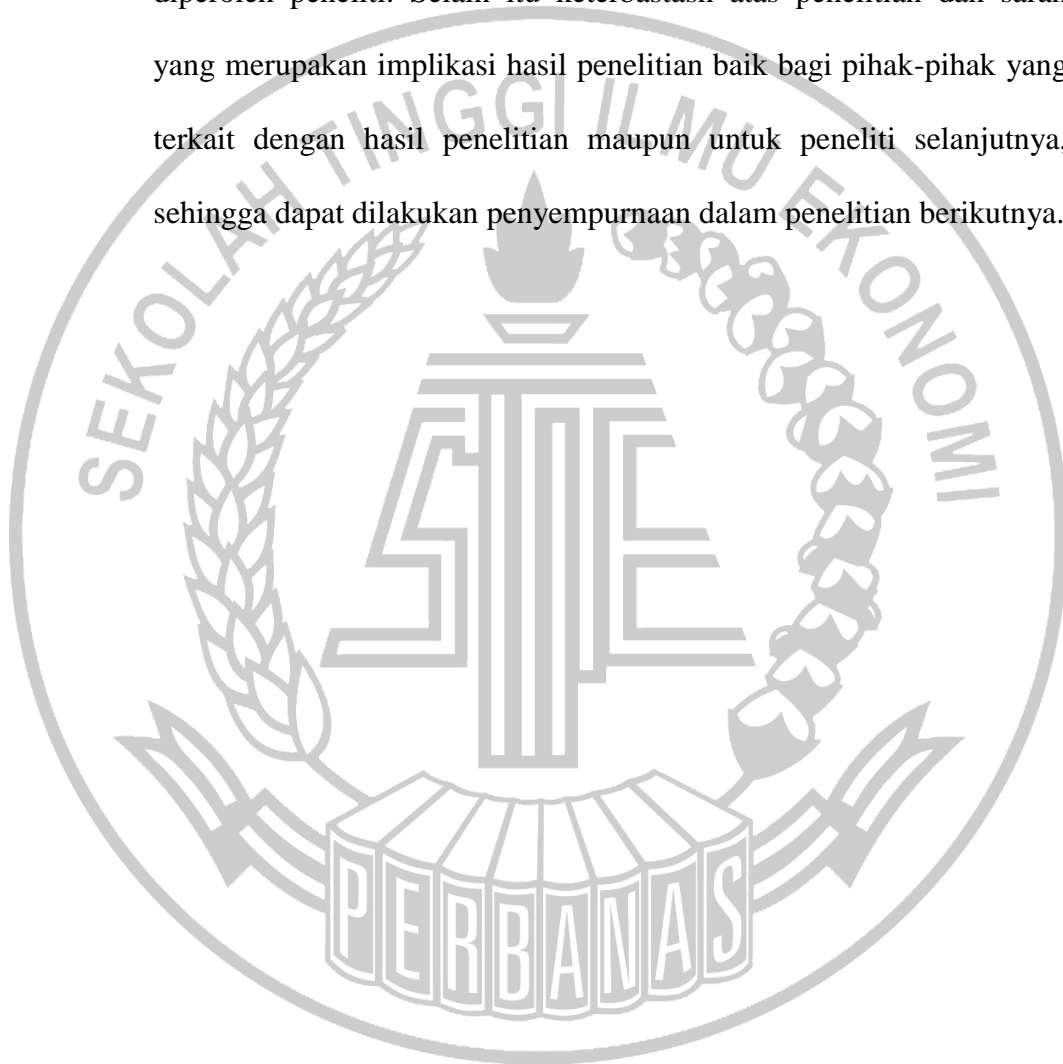 diperoleh peneliti. Selain itu keterbastasn atas penelitian dan saran
yang merupakan implikasi hasil penelitian baik bagi pihak-pihak yang
terkait dengan hasil penelitian maupun untuk peneliti selanjutnya,
sehingga dapat dilakukan penyempurnaan dalam penelitian berikutnya.
SEKOLAH TINGGI ILMU EKONOMI
STIE
PERBANAS